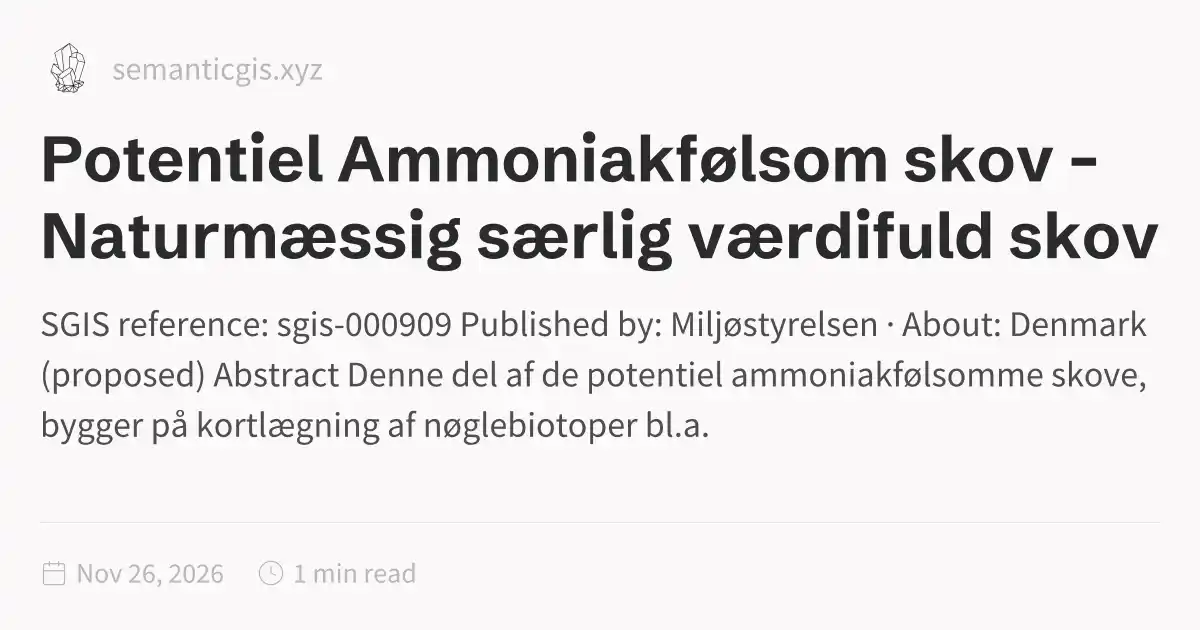 semanticgis.xyz
Potentiel Ammoniakfølsom skov –
Naturmæssig særlig værdifuld skov
SGIS reference: sgis-000909 Published by: Miljøstyrelsen · About: Denmark
(proposed) Abstract Denne del af de potentiel ammoniakfølsomme skove,
bygger på kortlægning af nøglebiotoper bl.a.
Nov 26, 2026 1 min read